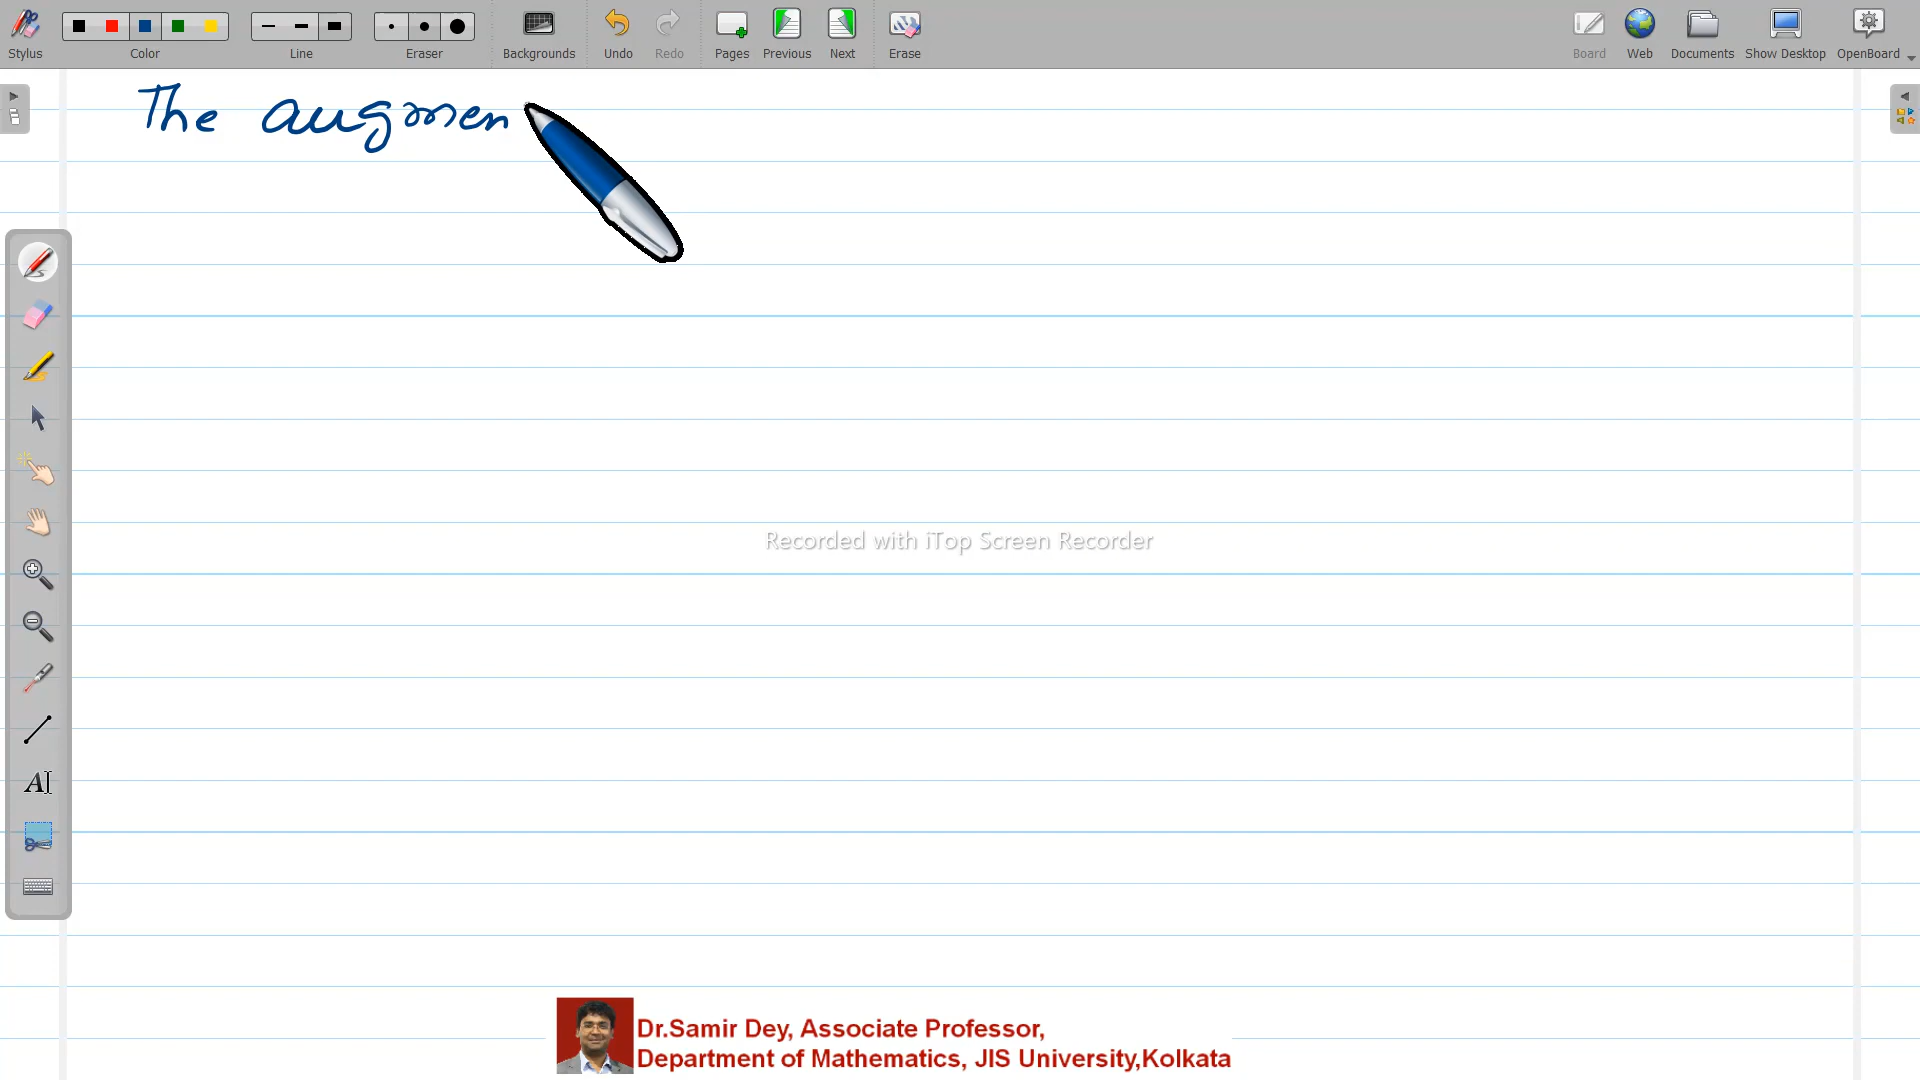 Stylus Color Line Eraser Backgrounds Undo Redo Pages Previous Next Erase Board Web Documents Show Desktop OpenBoard
The augmen
Recorded with iTop Screen Recorder
Dr.Samir Dey, Associate Professor,
Department of Mathematics, JIS University,Kolkata